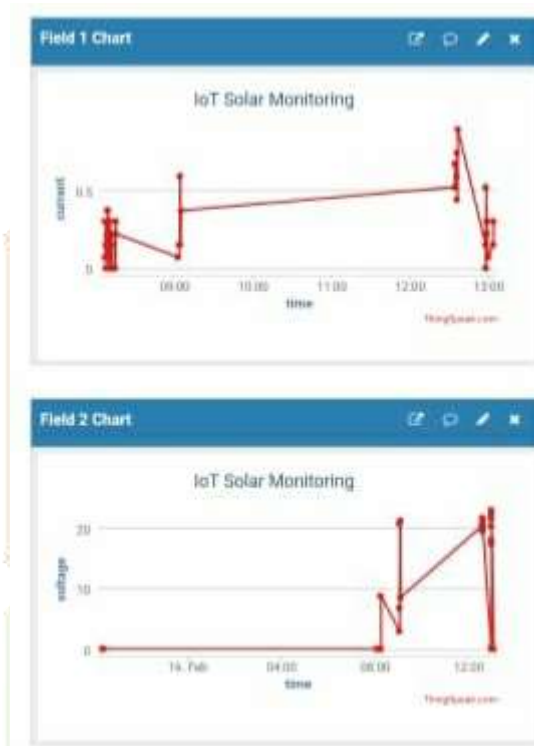 Field 1 Chart
IoT Solar Monitoring
0.5
current
0
09:00 10:00 11:00 12:00 13:00
time
ThingSpeak.com
Field 2 Chart
IoT Solar Monitoring
20
10
voltage
0
16. Feb 04:00 08:00 12:00
time
ThingSpeak.com